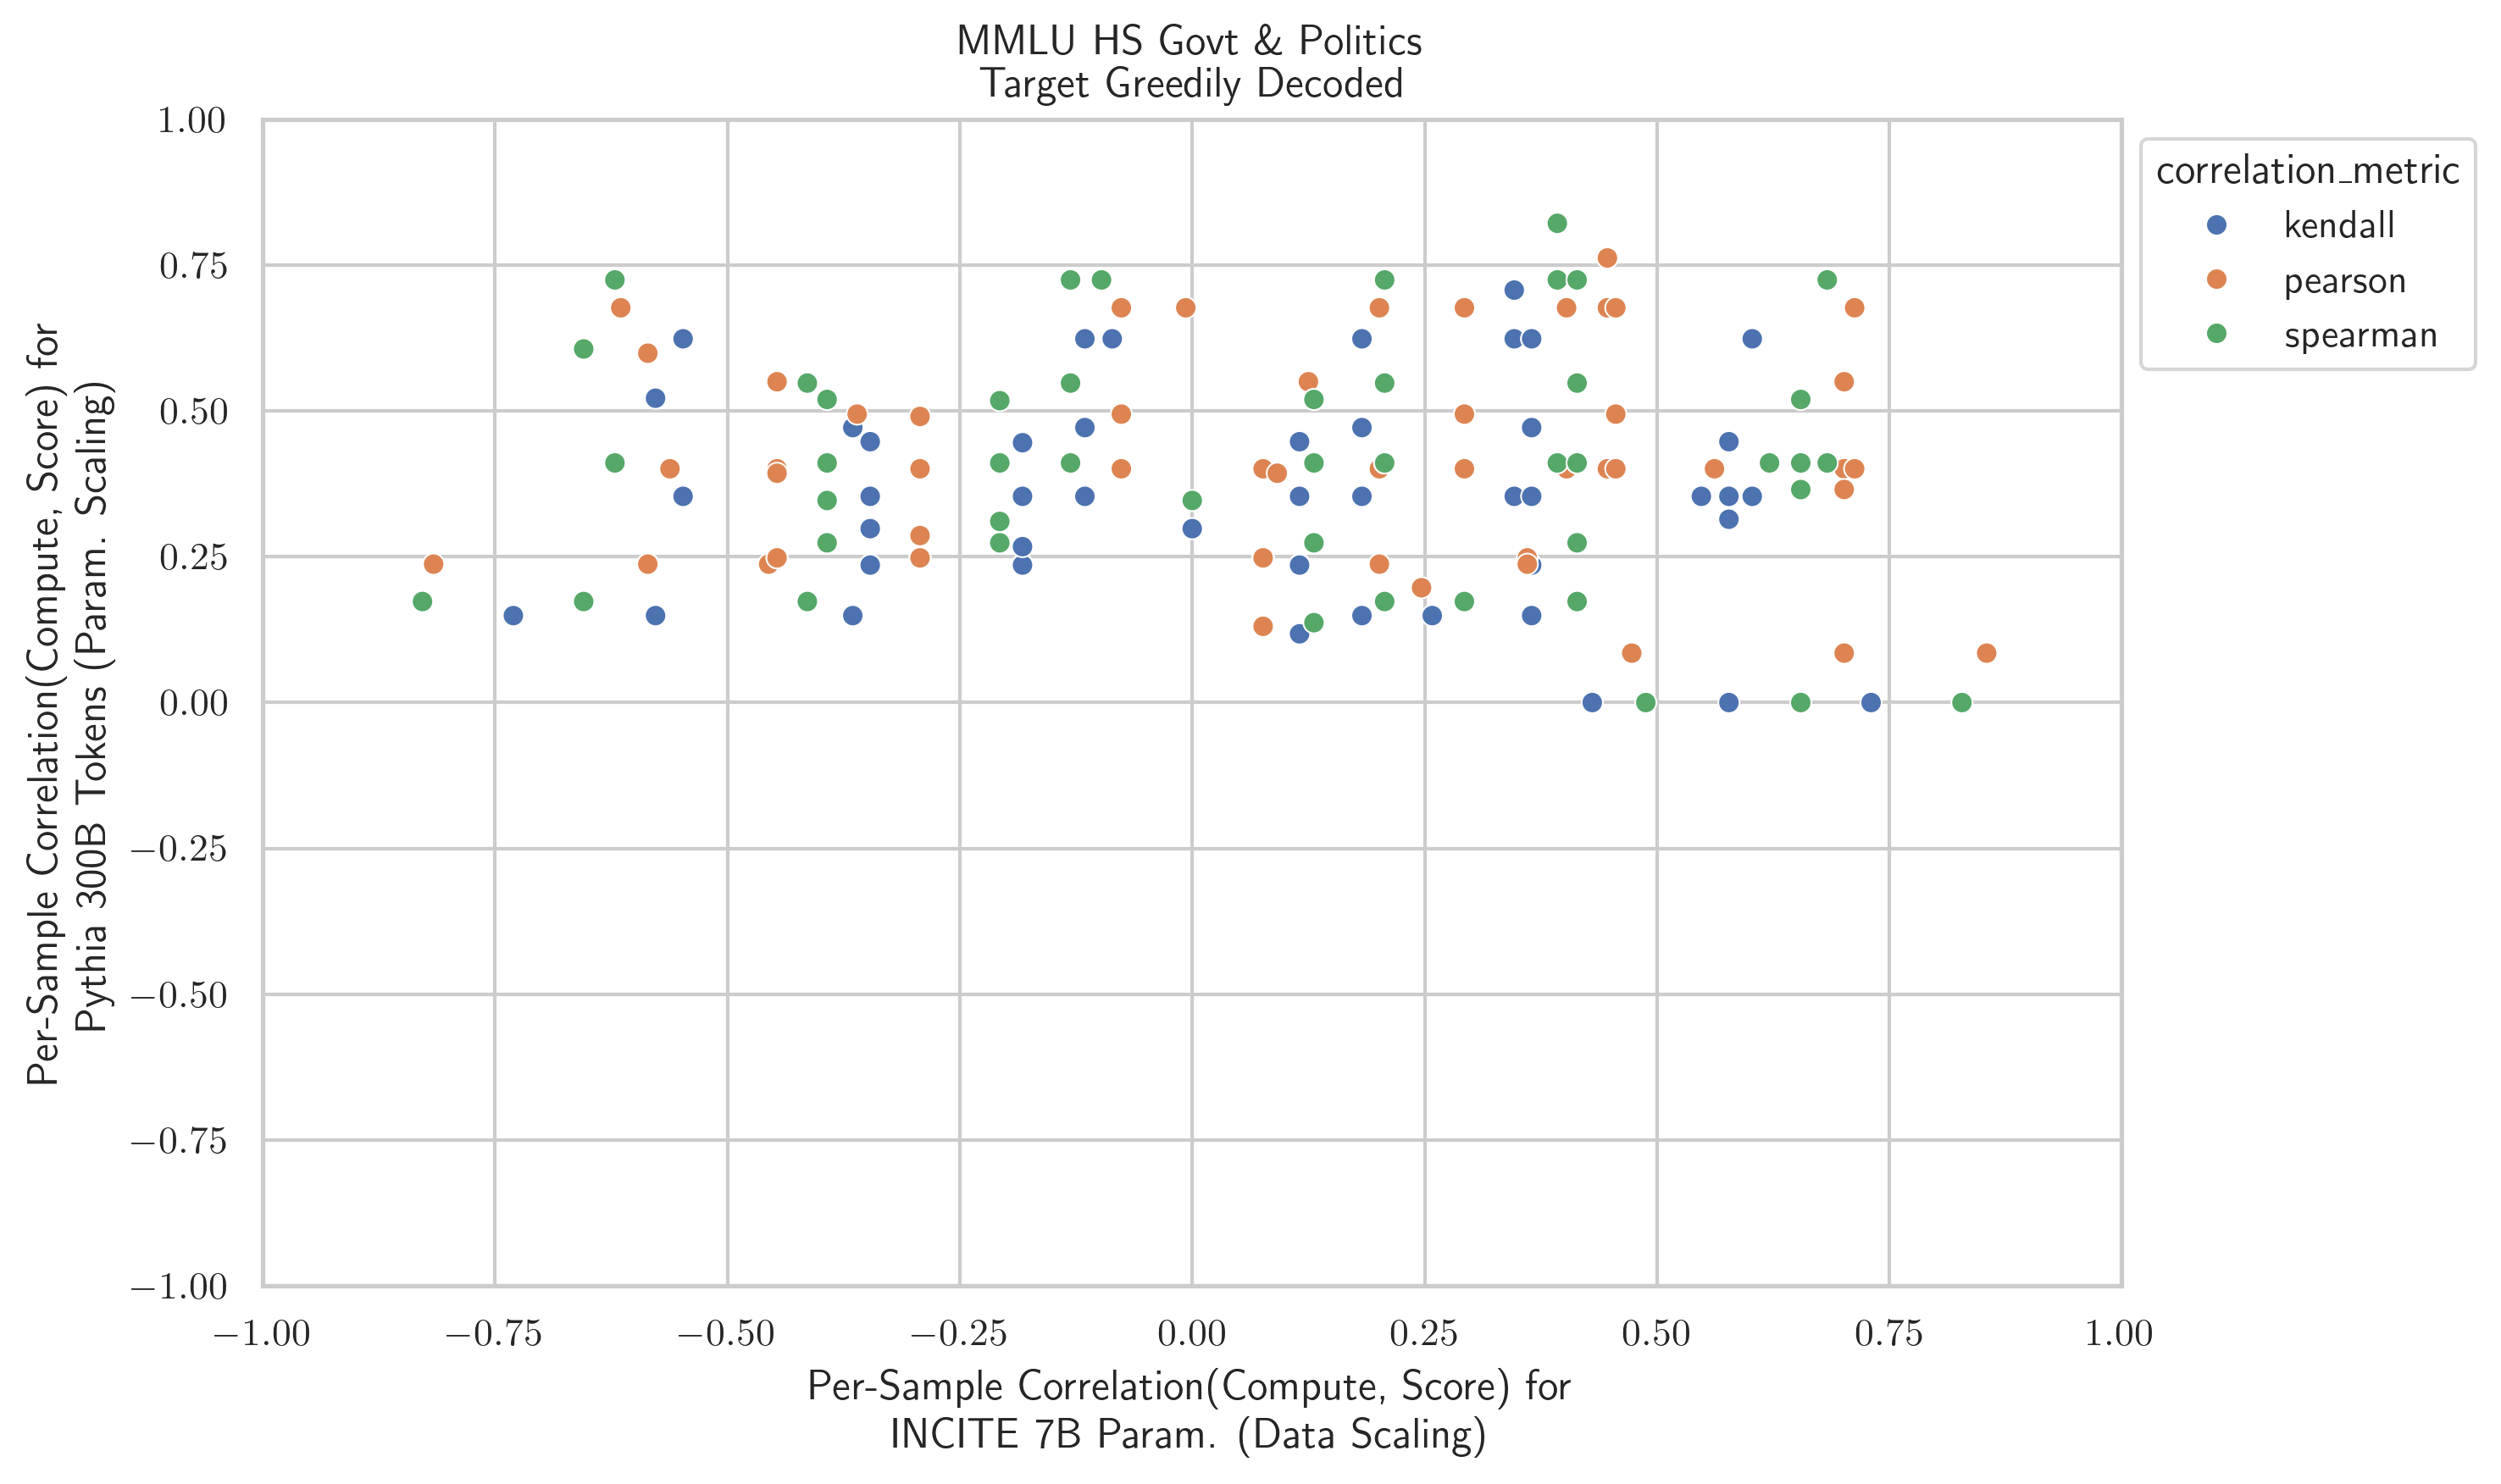 MMLU HS Govt & Politics
Target Greedily Decoded
Per-Sample Correlation(Compute, Score) for
Pythia 300B Tokens (Param. Scaling)
1.00
0.75
0.50
0.25
0.00
−0.25
−0.50
−0.75
−1.00
−1.00
−0.75
−0.50
−0.25
0.00
0.25
0.50
0.75
1.00
Per-Sample Correlation(Compute, Score) for
INCITE 7B Param. (Data Scaling)
correlation_metric
kendall
pearson
spearman